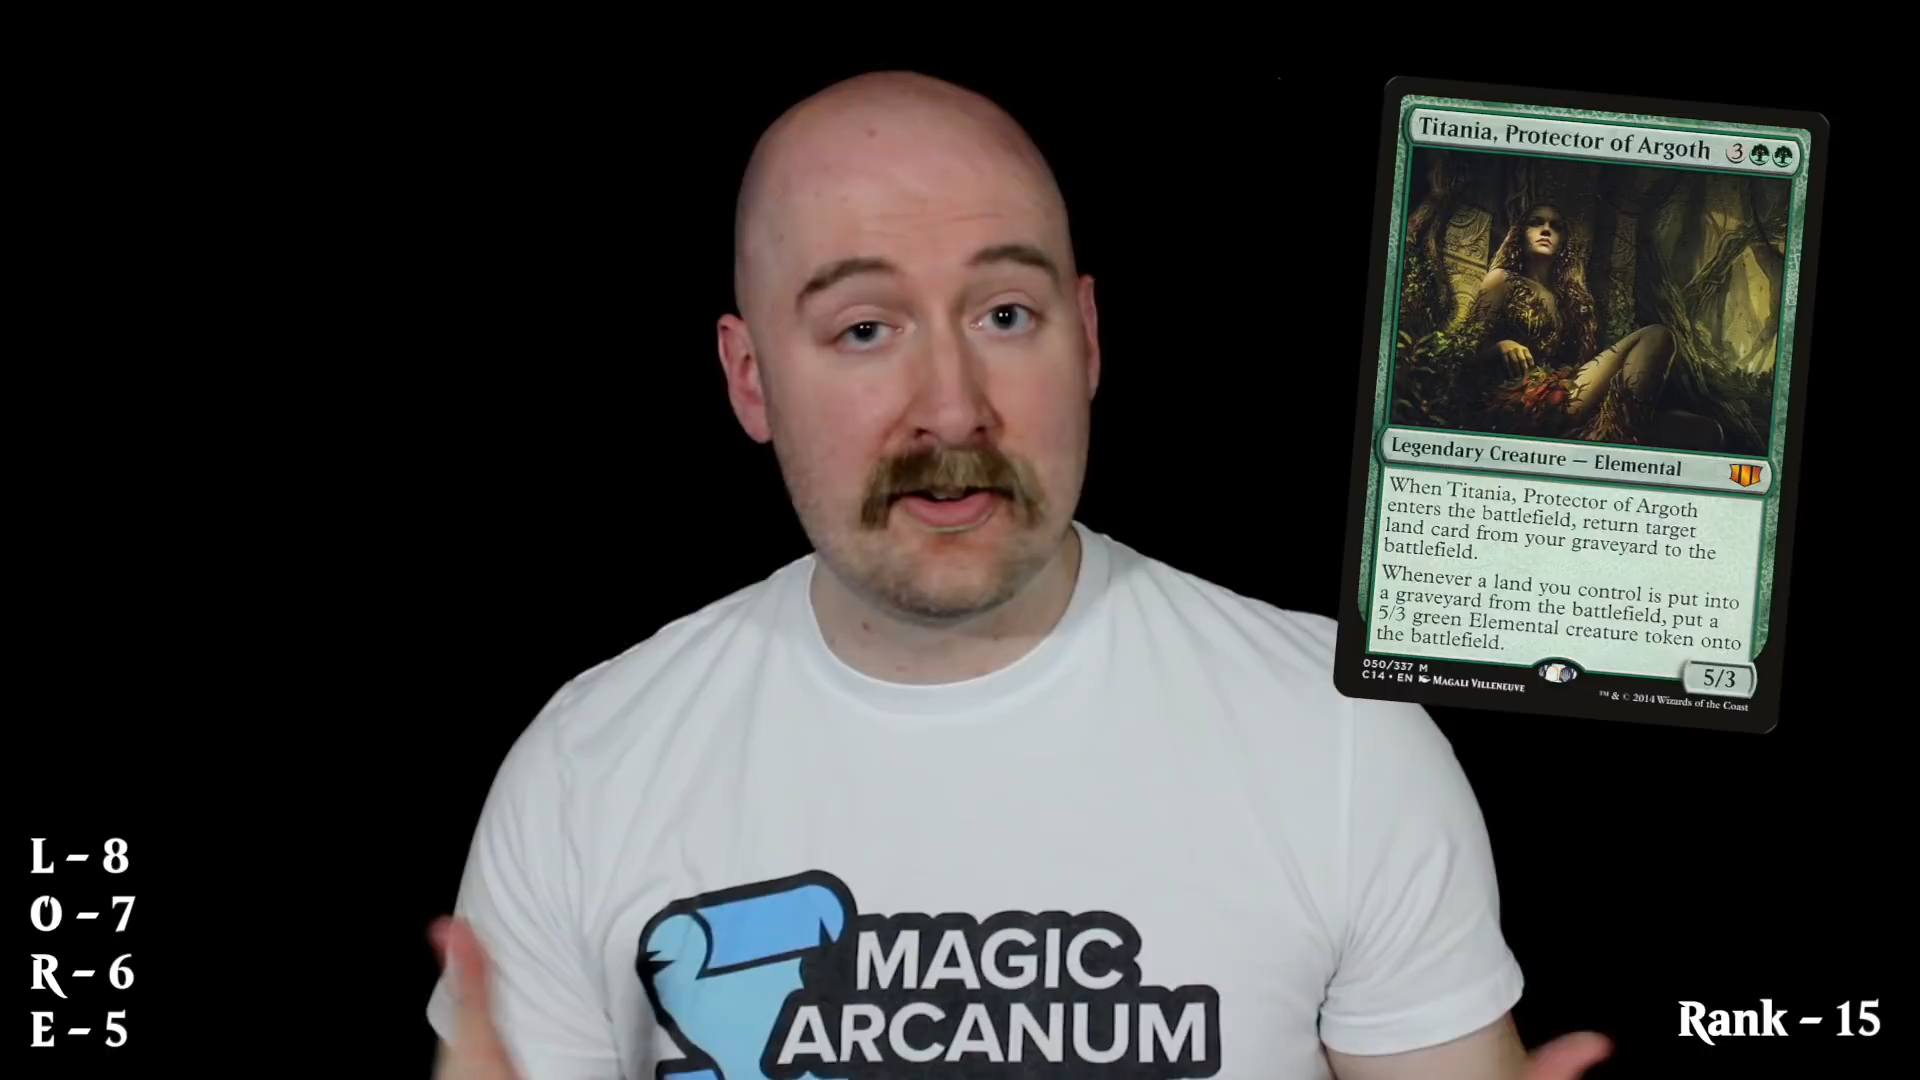 Titania, Protector of Argoth 3
Legendary Creature — Elemental
When Titania, Protector of Argoth
enters the battlefield, return target
land card from your graveyard to the
battlefield.
Whenever a land you control is put into
a graveyard from the battlefield, put a
5/3 green Elemental creature token onto
the battlefield.
5/3
050/337 M
C14 • EN MAGALI VILLENEUVE
™ & © 2014 Wizards of the Coast
L – 8
O – 7
R – 6
E – 5
MAGIC
ARCANUM
Rank – 15